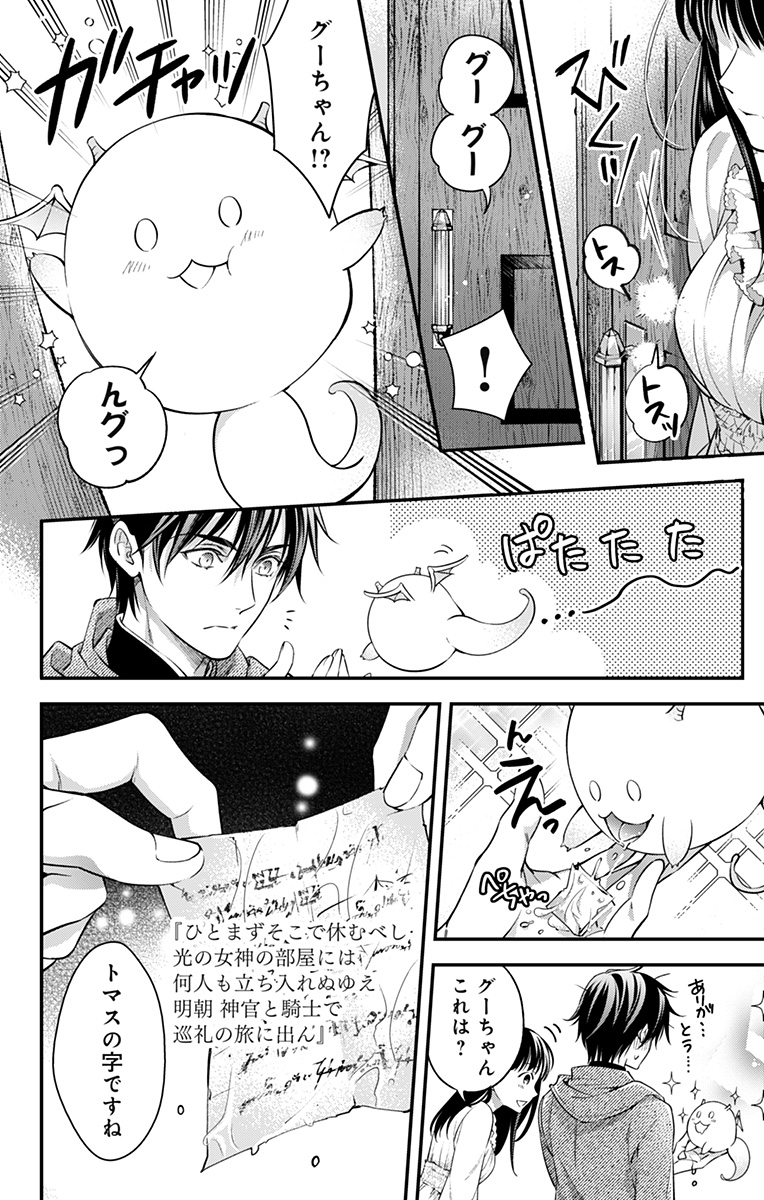 びくッ
トス
トスッ
グーグー
！
グーちゃん!?
ガチャッ
んグっ
ぱたたた
んえっ
ぺちゃっ
ありが…
とう…
グーちゃん
これは？
『ひとまずそこで休むべし
光の女神の部屋には
何人も立ち入れぬゆえ
明朝 神官と騎士で
巡礼の旅に出ん』
トマスの字ですね